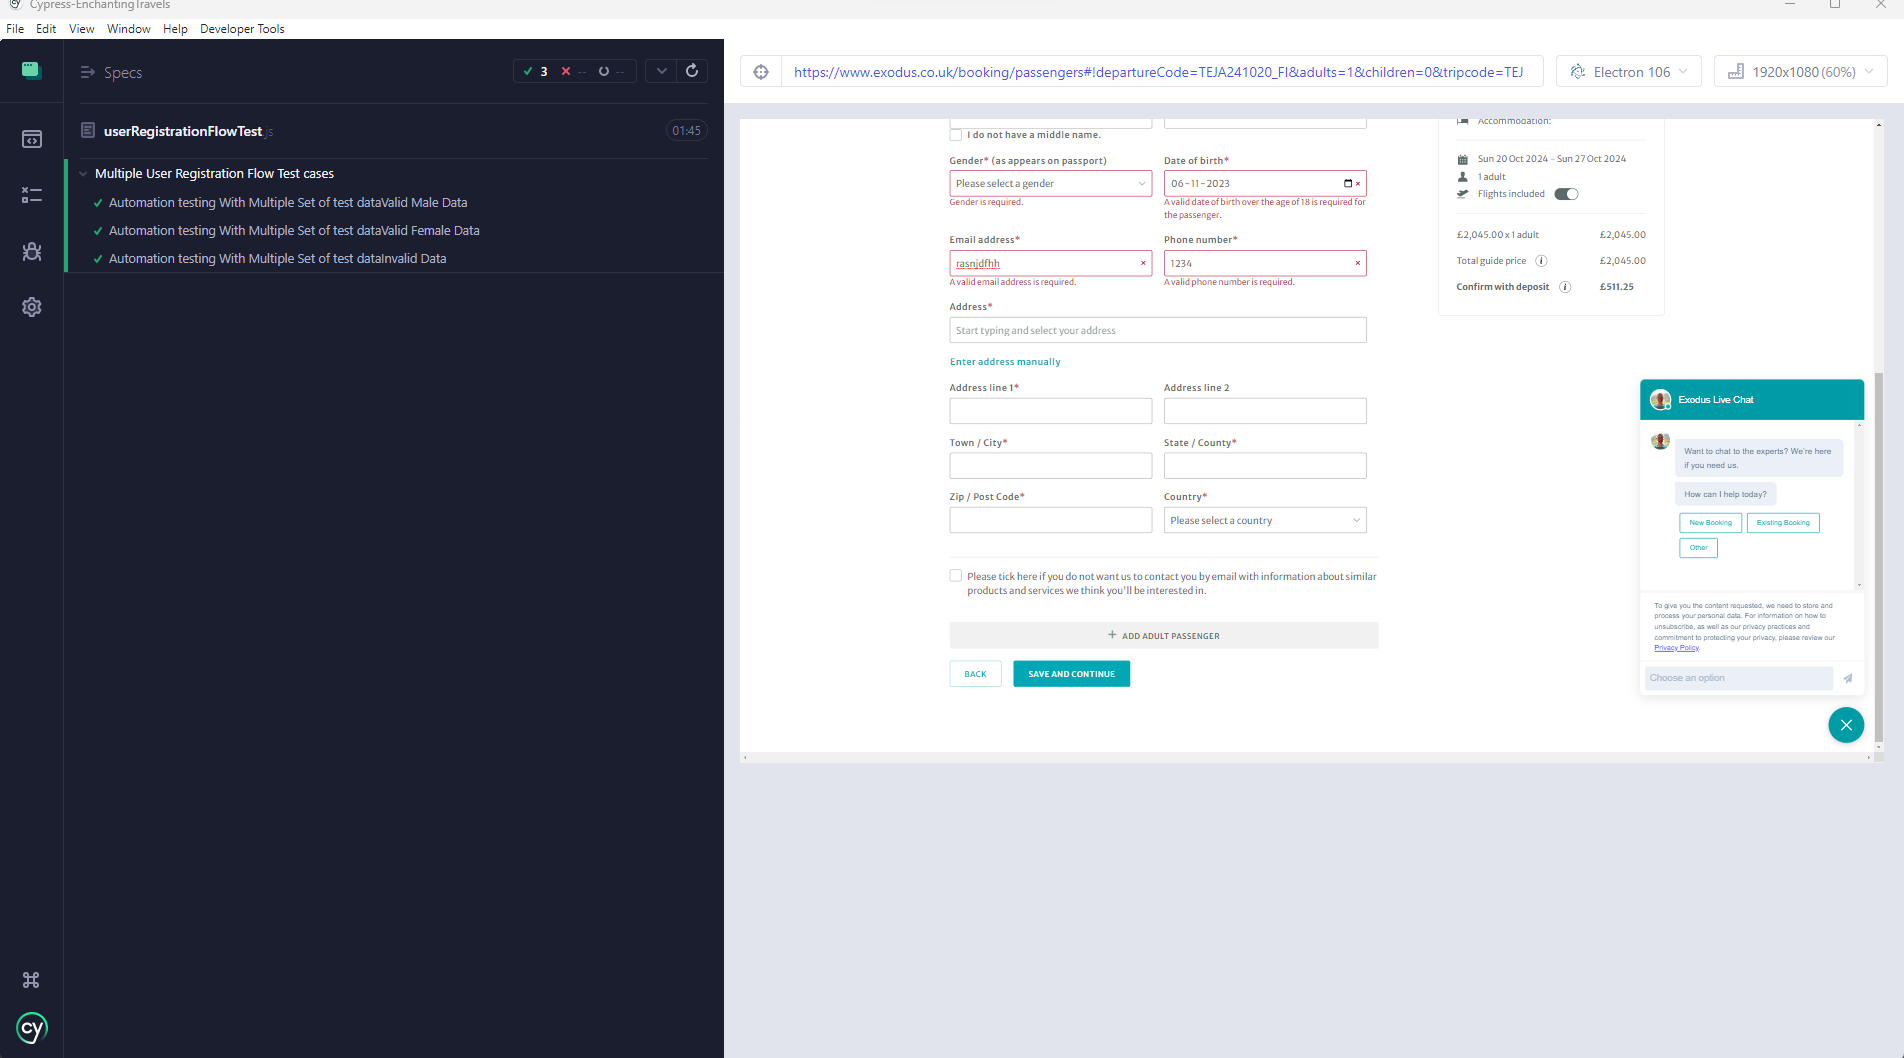 Cypress-EnchantingTravels
File Edit View Window Help Developer Tools
Specs
3 -- --
userRegistrationFlowTest.js
01:45
Multiple User Registration Flow Test cases
Automation testing With Multiple Set of test dataValid Male Data
Automation testing With Multiple Set of test dataValid Female Data
Automation testing With Multiple Set of test dataInvalid Data
cy
https://www.exodus.co.uk/booking/passengers#!departureCode=TEJA241020_FI&adults=1&children=0&tripcode=TEJ
Electron 106
1920x1080 (60%)
I do not have a middle name.
Gender* (as appears on passport)
Date of birth*
Please select a gender
06-11-2023
Gender is required.
A valid date of birth over the age of 18 is required for
the passenger.
Email address*
Phone number*
rasnjdfhh
1234
A valid email address is required.
A valid phone number is required.
Address*
Start typing and select your address
Enter address manually
Address line 1*
Address line 2
Town / City*
State / County*
Zip / Post Code*
Country*
Please select a country
Please tick here if you do not want us to contact you by email with information about similar
products and services we think you'll be interested in.
+ ADD ADULT PASSENGER
BACK
SAVE AND CONTINUE
Accommodation:
Sun 20 Oct 2024 – Sun 27 Oct 2024
1 adult
Flights included
£2,045.00 x 1 adult £2,045.00
Total guide price i £2,045.00
Confirm with deposit i £511.25
Exodus Live Chat
Want to chat to the experts? We're here
if you need us.
How can I help today?
New Booking
Existing Booking
Other
To give you the content requested, we need to store and
process your personal data. For information on how to
unsubscribe, as well as our privacy practices and
commitment to protecting your privacy, please review our
Privacy Policy.
Choose an option